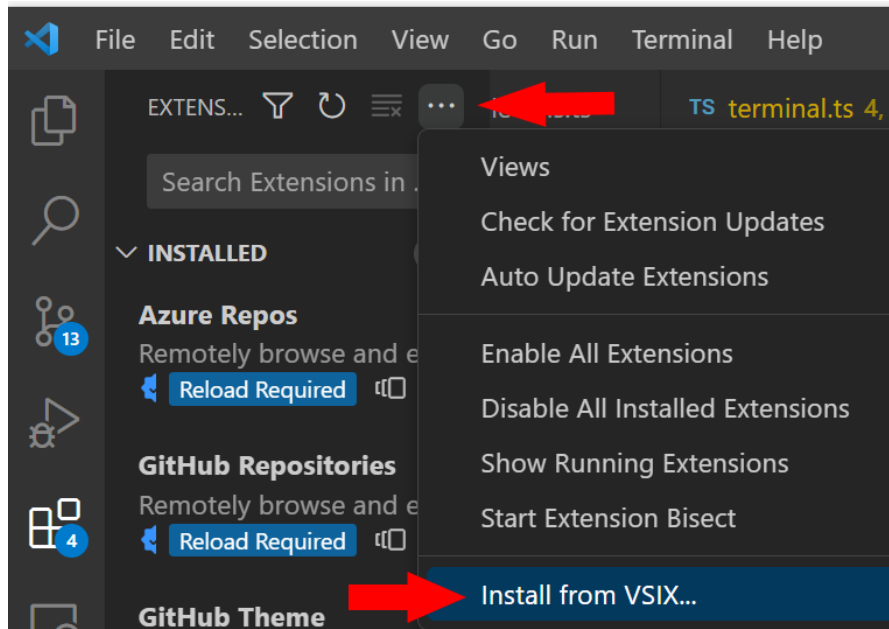 File Edit Selection View Go Run Terminal Help
EXTENS... ...
TS terminal.ts 4,
Search Extensions in .
Views
Check for Extension Updates
Auto Update Extensions
INSTALLED
Azure Repos
Remotely browse and e
Reload Required
13
Enable All Extensions
Disable All Installed Extensions
Show Running Extensions
Start Extension Bisect
GitHub Repositories
Remotely browse and e
Reload Required
4
Install from VSIX...
GitHub Theme